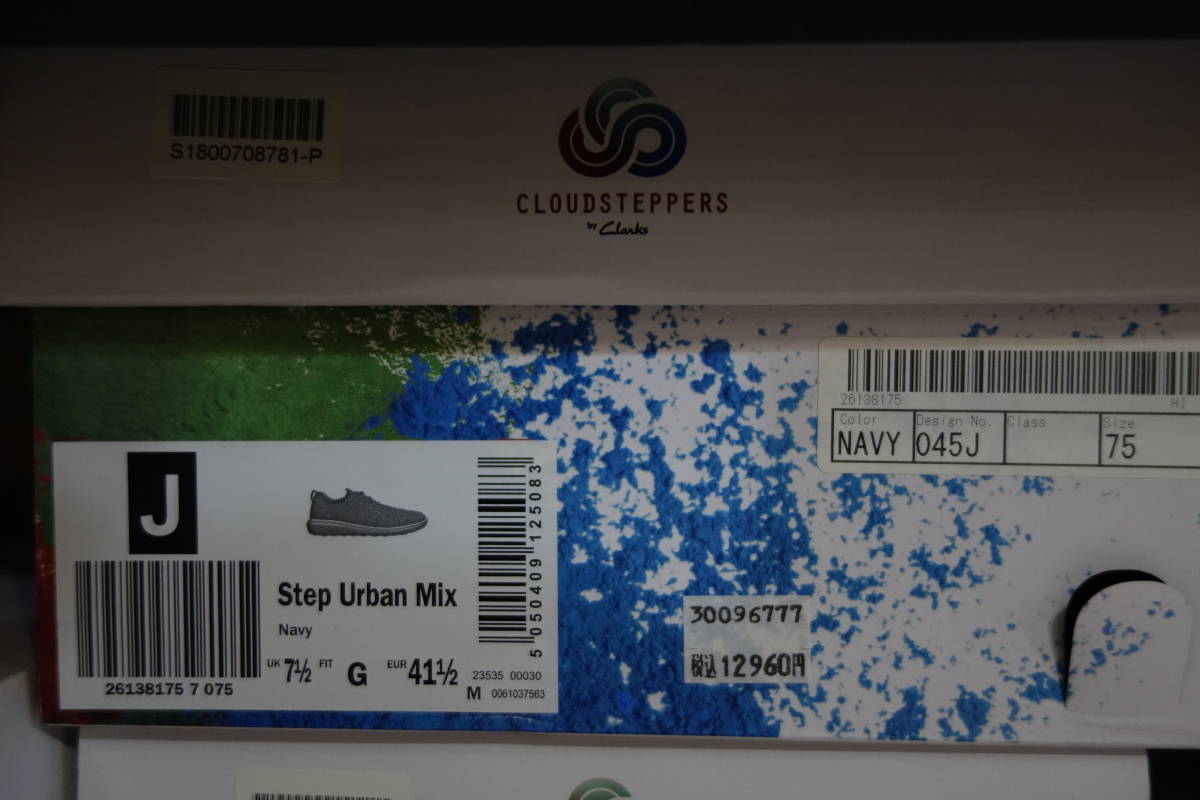 S1800708781-P
CLOUDSTEPPERS
by Clarks
26138175
HI
Color Design No. Class Size
NAVY 045J 75
J
5 050409 125083
Step Urban Mix
Navy
UK 7½ FIT G EUR 41½
23535 00030
M 0061037563
26138175 7 075
30096777
税込12960円